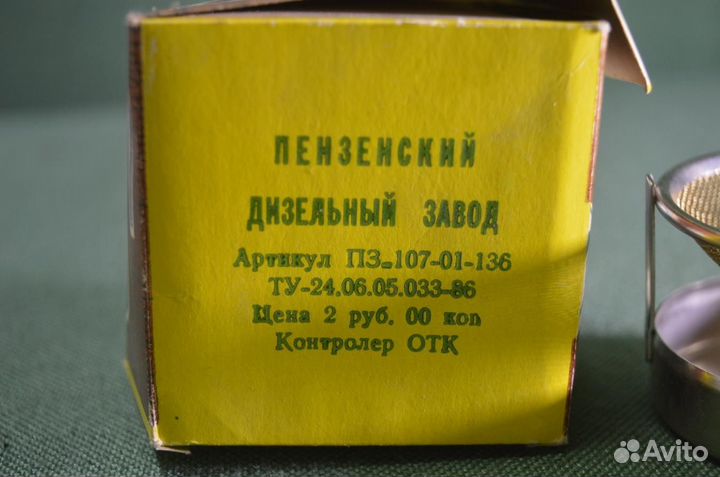 ПЕНЗЕНСКИЙ
ДИЗЕЛЬНЫЙ ЗАВОД
Артикул ПЗ-107-01-136
ТУ-24.06.05.033-86
Цена 2 руб. 00 коп
Контролер ОТК
Avito